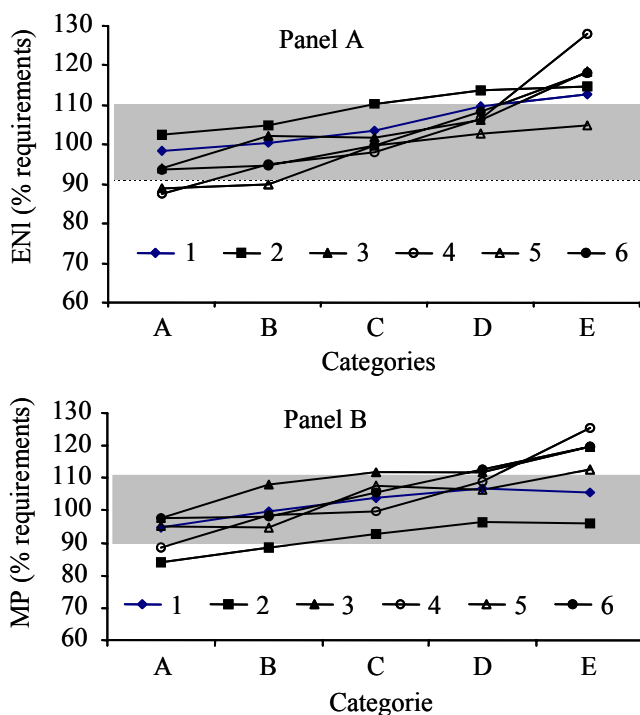 Panel A
ENl (% requirements)
130
120
110
100
90
80
70
60
1 2 3 4 5 6
A B C D E
Categories
Panel B
MP (% requirements)
130
120
110
100
90
80
70
60
1 2 3 4 5 6
A B C D E
Categorie